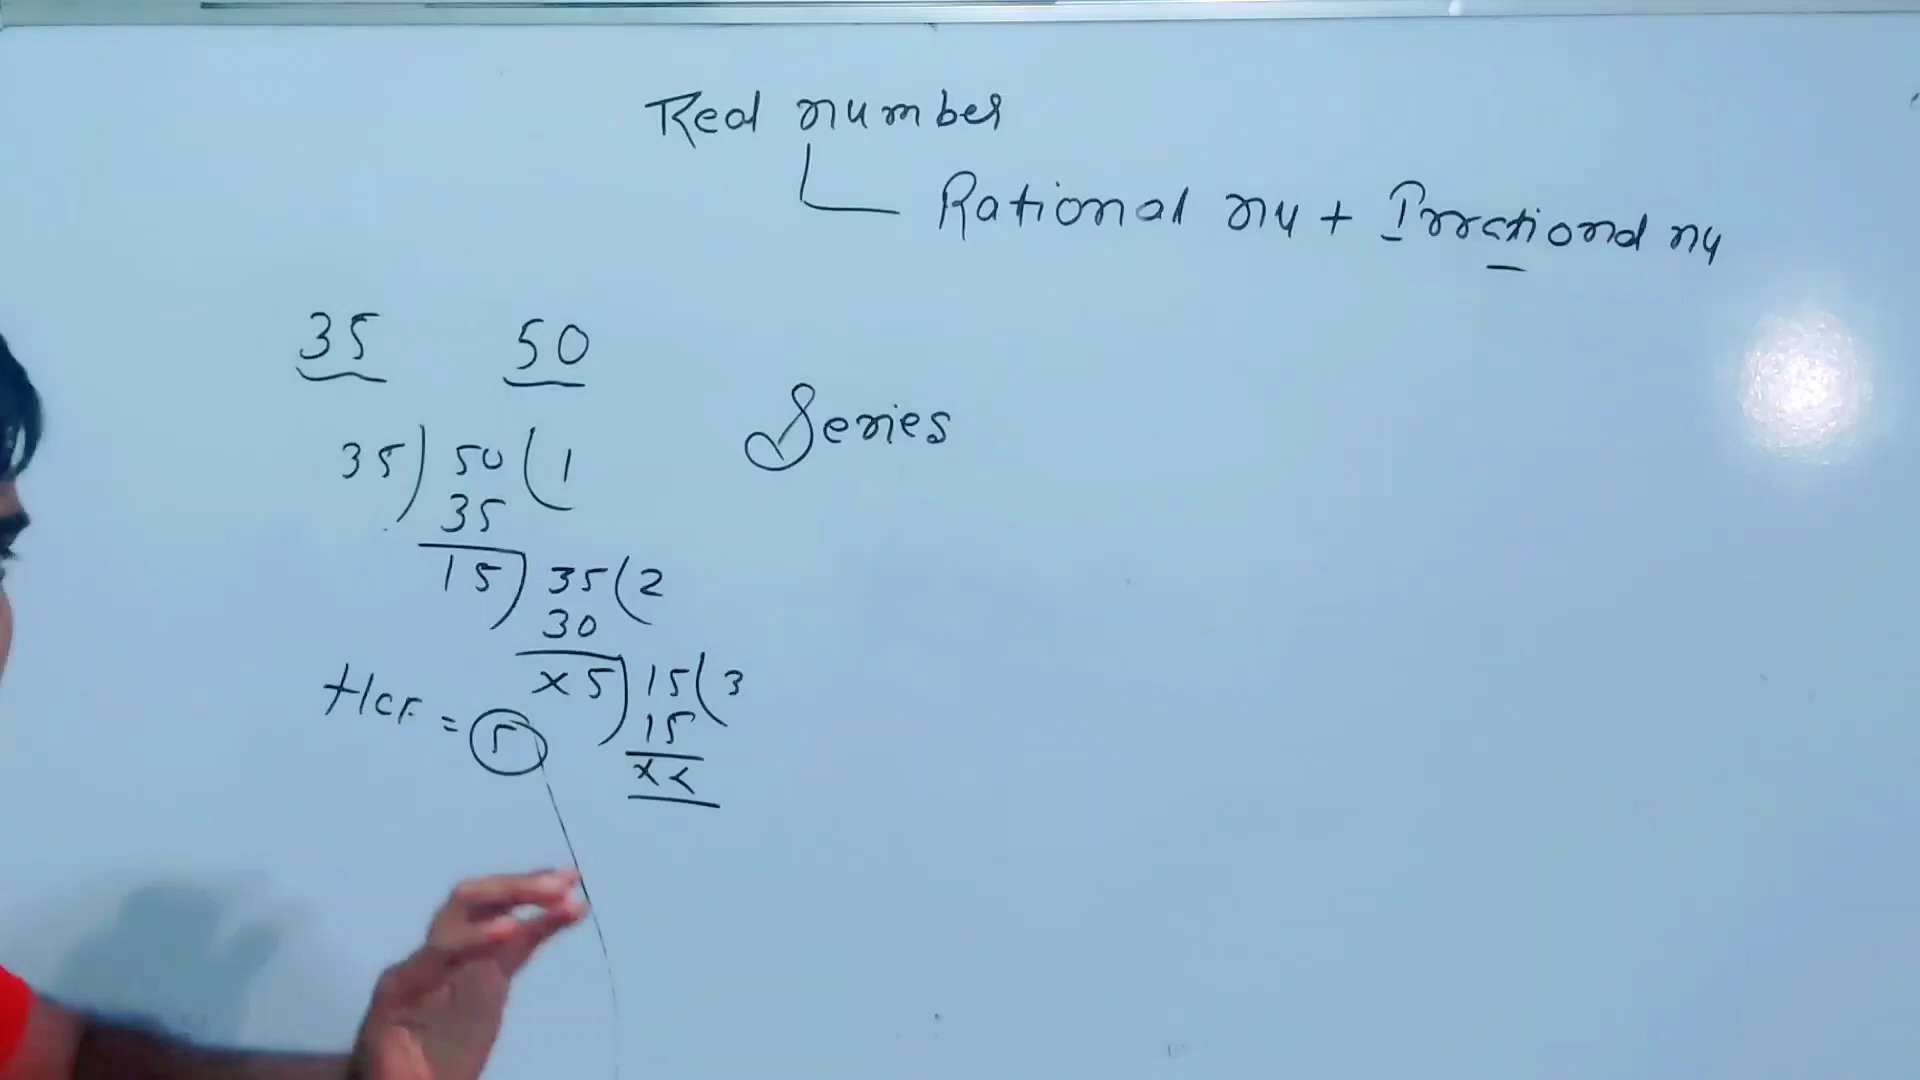 Real number
Rational nu + Irrational nu
35 50
Series
35) 50 (1
35
15) 35 (2
30
x5) 15 (3
15
xx
HCF = 5